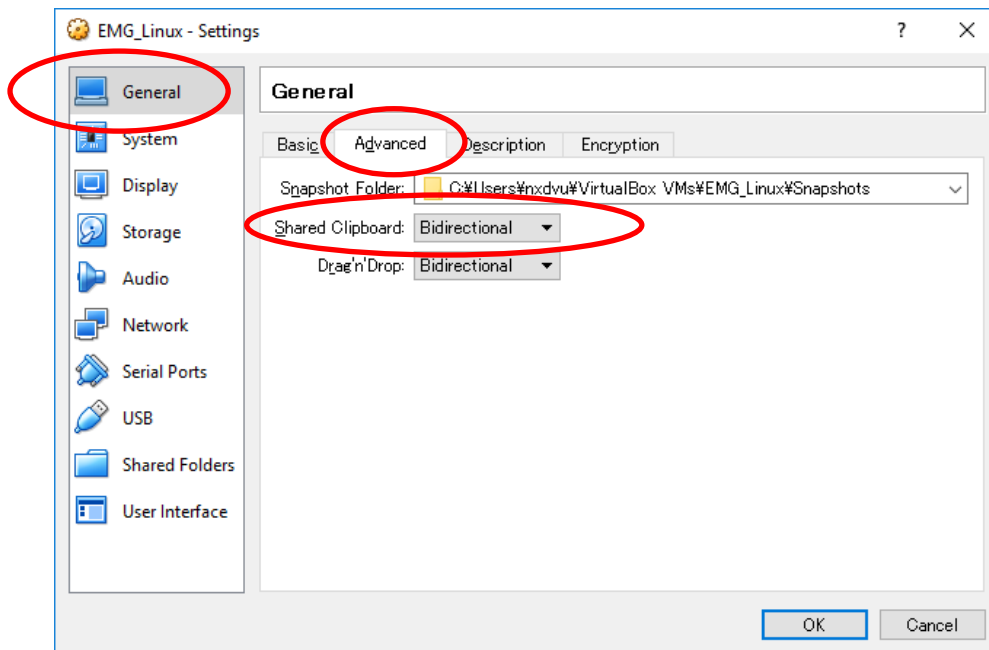 EMG_Linux - Settings
?
General
System
Display
Storage
Audio
Network
Serial Ports
USB
Shared Folders
User Interface
General
Basic
Advanced
Description
Encryption
Snapshot Folder: C:¥Users¥nxdvu¥VirtualBox VMs¥EMG_Linux¥Snapshots
Shared Clipboard: Bidirectional
Drag'n'Drop: Bidirectional
OK
Cancel